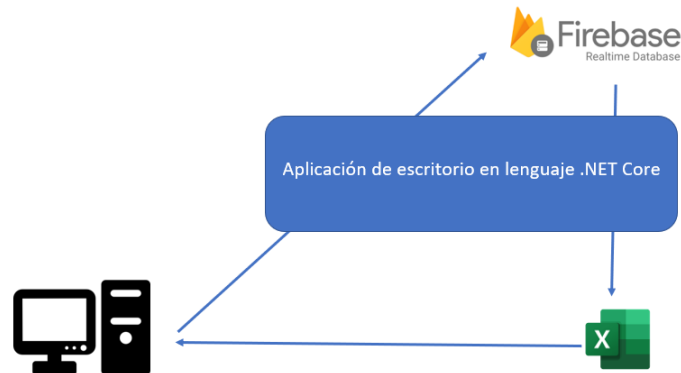 Firebase
Realtime Database
Aplicación de escritorio en lenguaje .NET Core
X